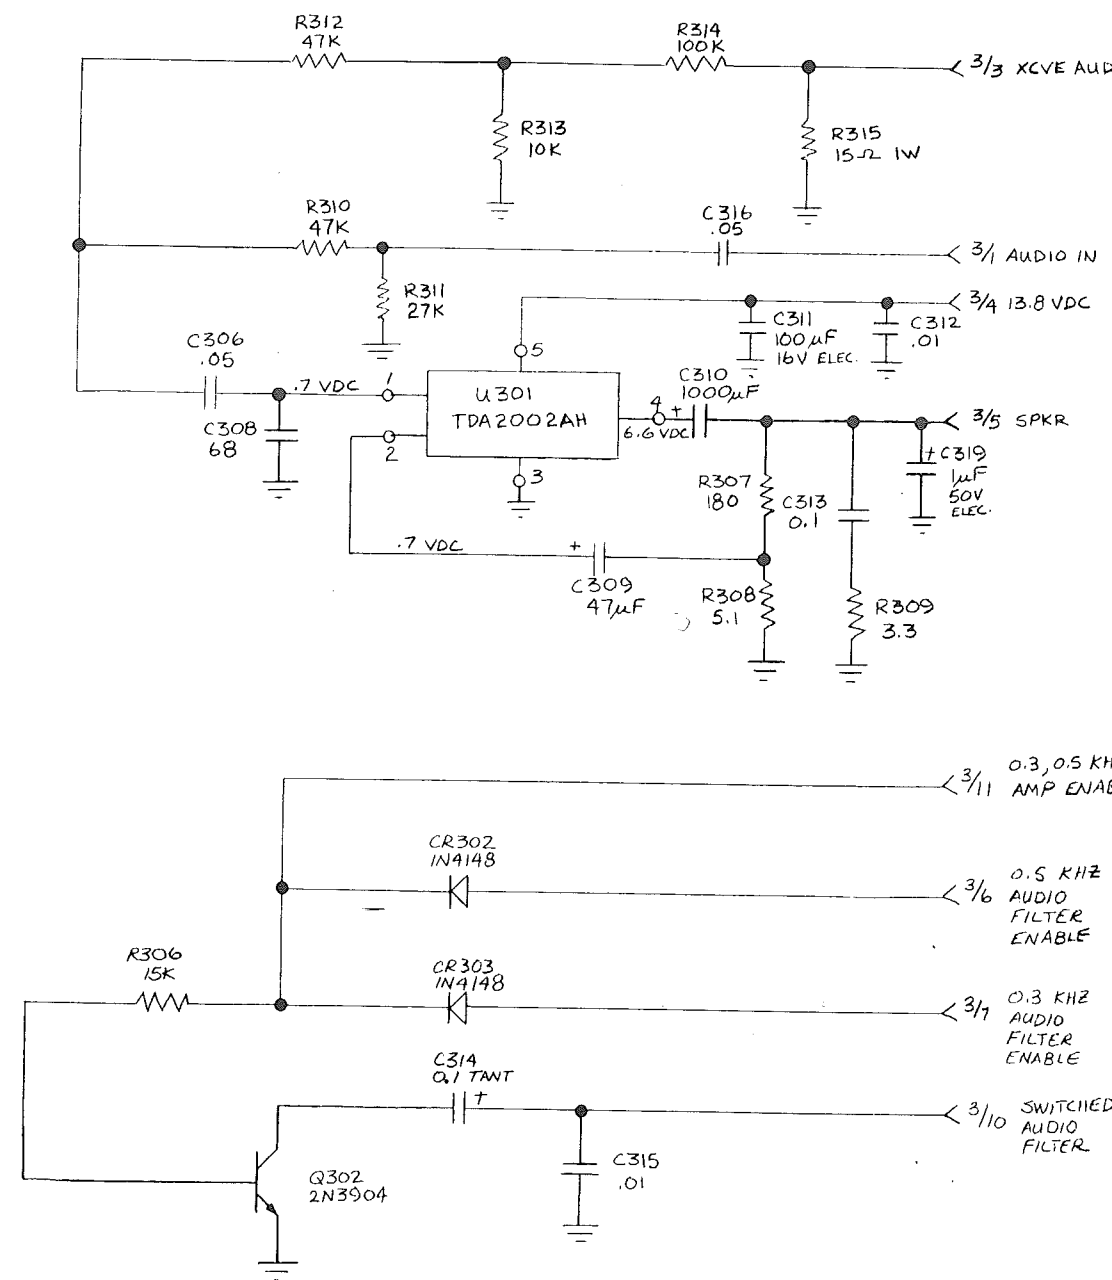 R312
47K
R314
100K
3/3 XCVE AUD
R313
10K
R315
15Ω 1W
R310
47K
C316
.05
3/1 AUDIO IN
R311
27K
3/4 13.8 VDC
C311
100µF
16V ELEC.
C312
.01
C306
.05
5
.7 VDC
1
U301
TDA2002AH
C310
1000µF
4
+
6.6 VDC
3/5 SPKR
C308
68
2
3
R307
180
C313
0.1
+
C319
1µF
50V
ELEC.
.7 VDC
+
C309
47µF
R308
5.1
R309
3.3
3/11
0.3, 0.5 KH
AMP ENAB
CR302
1N4148
3/6
0.5 KHZ
AUDIO
FILTER
ENABLE
R306
15K
CR303
1N4148
3/7
0.3 KHZ
AUDIO
FILTER
ENABLE
C314
0.1 TANT
+
3/10
SWITCHED
AUDIO
FILTER
C315
.01
Q302
2N3904